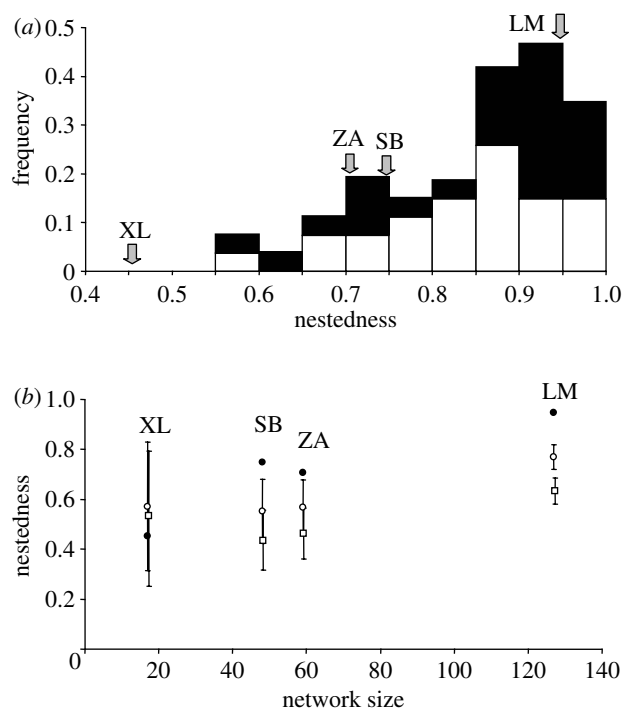 (a)
LM
0.5
0.4
0.3
0.2
0.1
0
frequency
ZA SB
XL
0.4 0.5 0.6 0.7 0.8 0.9 1.0
nestedness
(b)
1.0
0.8
0.6
0.4
0.2
0
nestedness
XL
SB
ZA
LM
20 40 60 80 100 120 140
network size